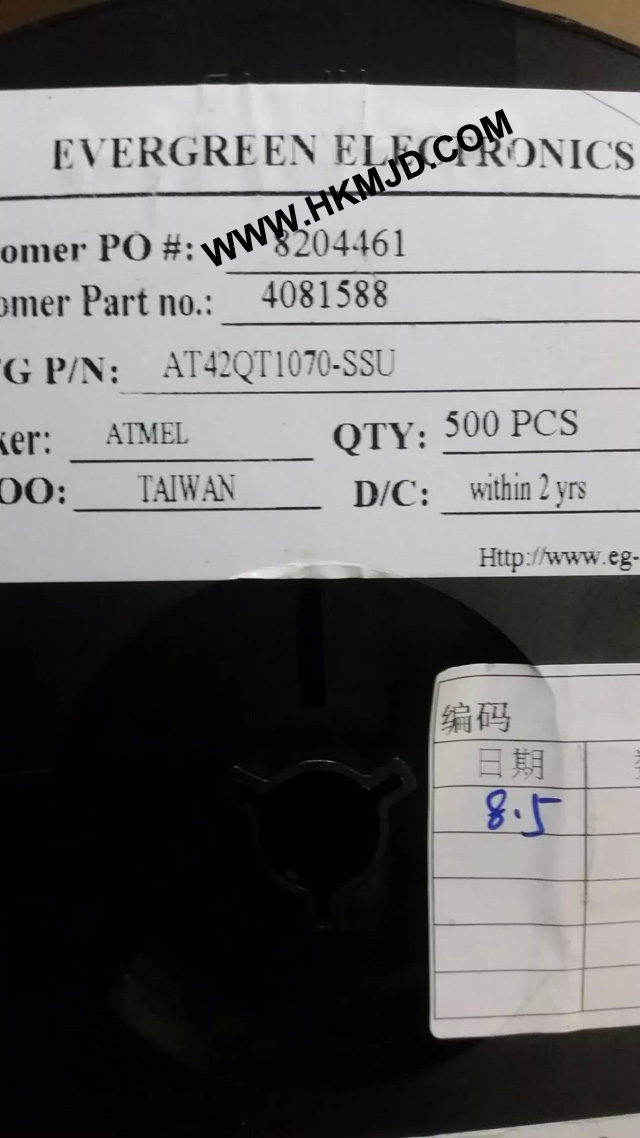 EVERGREEN ELECTRONICS
WWW.HKMJD.COM
omer PO #: 8204461
omer Part no.: 4081588
G P/N: AT42QT1070-SSU
ker: ATMEL QTY: 500 PCS
OO: TAIWAN D/C: within 2 yrs
Http://www.eg-
编码
日期
8.5